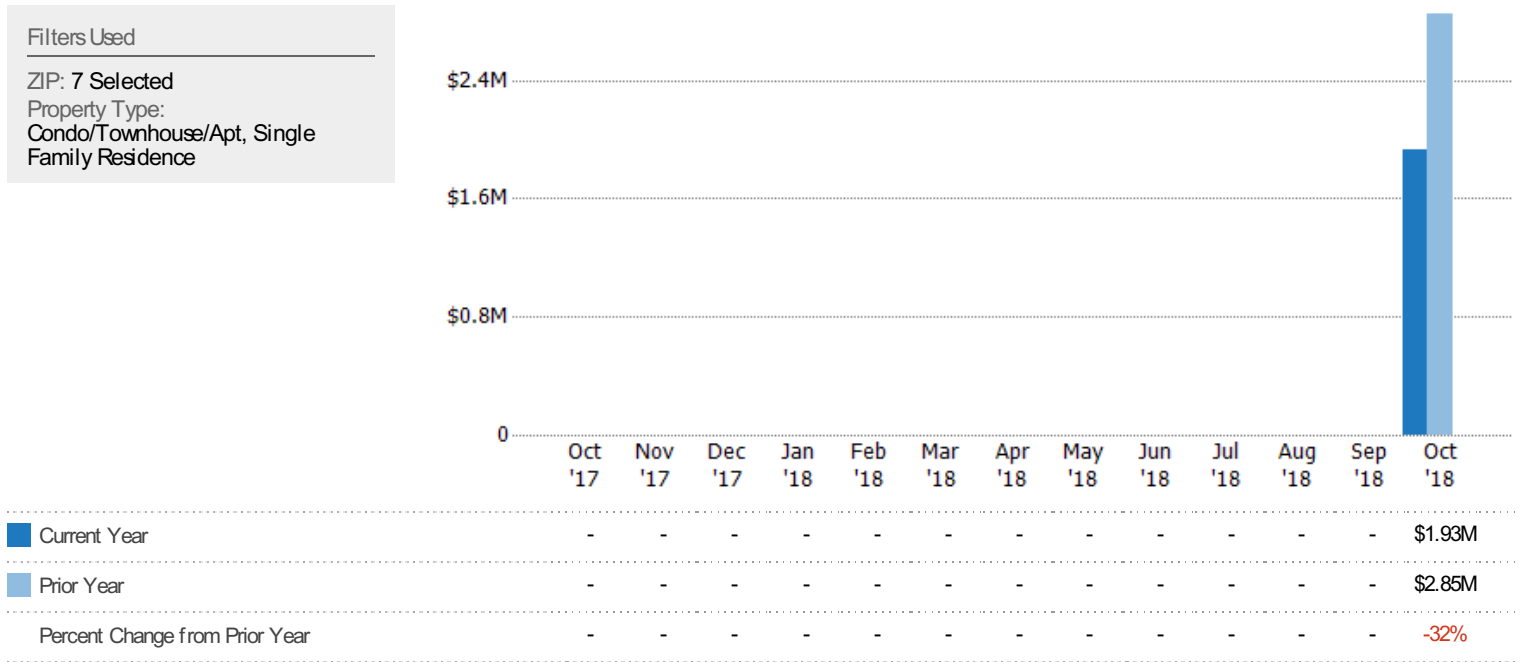 Filters Used
ZIP: 7 Selected
Property Type:
Condo/Townhouse/Apt, Single
Family Residence
$2.4M
$1.6M
$0.8M
0
Oct Nov Dec Jan Feb Mar Apr May Jun Jul Aug Sep Oct
'17 '17 '17 '18 '18 '18 '18 '18 '18 '18 '18 '18 '18
Current Year - - - - - - - - - - - - $1.93M
Prior Year - - - - - - - - - - - - $2.85M
Percent Change from Prior Year - - - - - - - - - - - - -32%